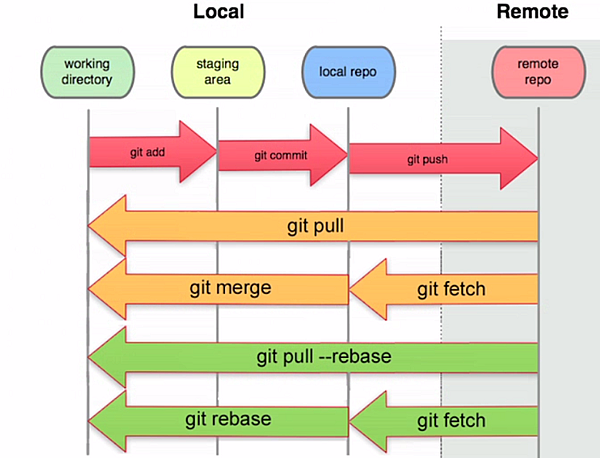 Local
Remote
working
directory
staging
area
local repo
remote
repo
git add
git commit
git push
git pull
git merge
git fetch
git pull --rebase
git rebase
git fetch